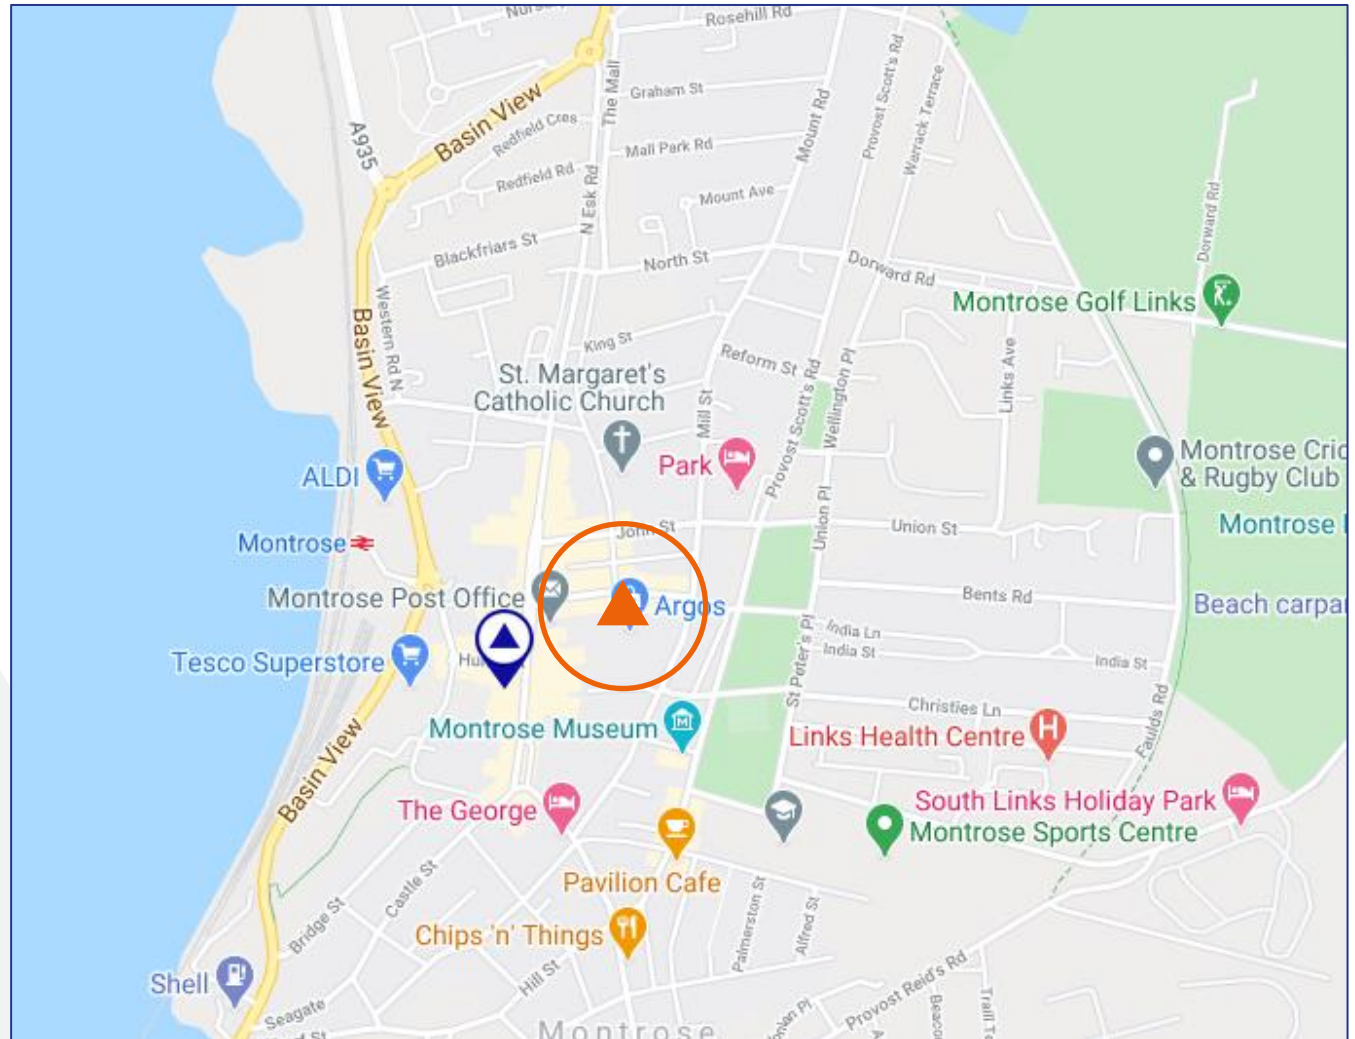 Rosehill Rd
The Mall
Graham St
Provost Scott's Rd
Warrack Terrace
Mount Rd
Basin View
Redfield Cres
A935
Mall Park Rd
Redfield Rd
Mount Ave
N Esk Rd
Dorward Rd
Blackfriars St
North St
Dorward Rd
Montrose Golf Links
Western Rd N
Basin View
King St
Reform St
Links Ave
St. Margaret's
Catholic Church
Mill St
Provost Scott's Rd
Wellington Pl
Park
Montrose Cric
& Rugby Club
ALDI
Union Pl
John St
Union St
Montrose
Montrose
Montrose Post Office
Argos
Bents Rd
Beach carpa
India Ln
India St
India St
Tesco Superstore
St Peter's Pl
Christies Ln
Faulds Rd
Montrose Museum
Links Health Centre
Basin View
The George
South Links Holiday Park
Montrose Sports Centre
Pavilion Cafe
Castle St
Bridge St
Palmerston St
Alfred St
Chips 'n' Things
Hill St
Shell
Provost Reid's Rd
Seagate
Montrose